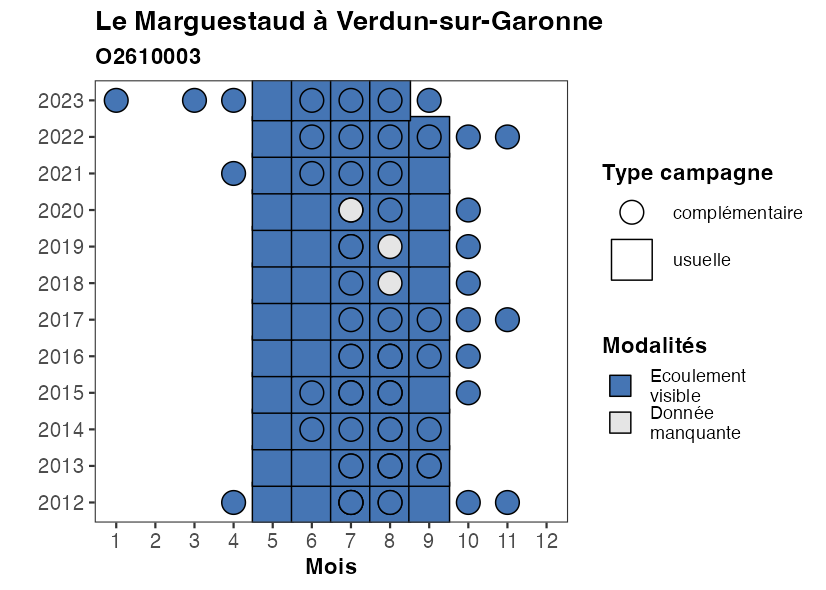 Le Marguestaud à Verdun-sur-Garonne
O2610003
2023
2022
2021
2020
2019
2018
2017
2016
2015
2014
2013
2012
1 2 3 4 5 6 7 8 9 10 11 12
Mois
Type campagne
complémentaire
usuelle
Modalités
Ecoulement
visible
Donnée
manquante